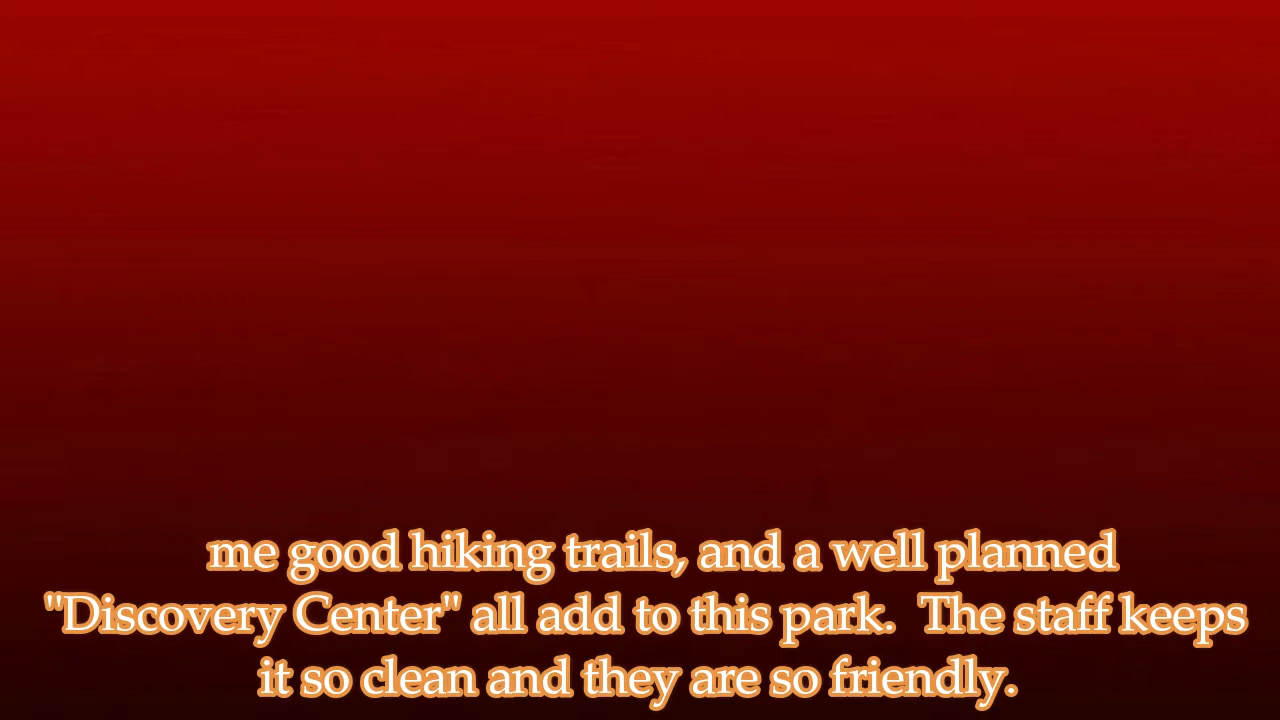 me good hiking trails, and a well planned
"Discovery Center" all add to this park.  The staff keeps
it so clean and they are so friendly.